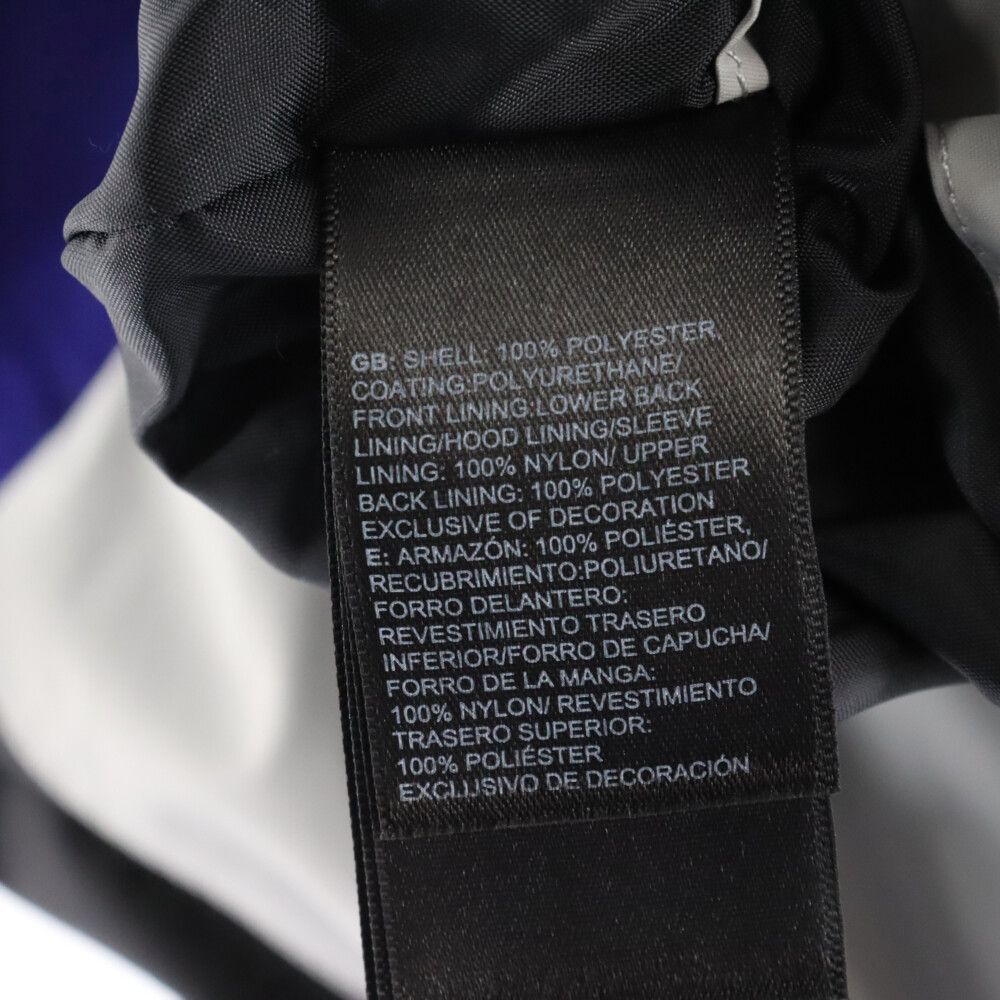 GB: SHELL: 100% POLYESTER,
COATING:POLYURETHANE/
FRONT LINING:LOWER BACK
LINING/HOOD LINING/SLEEVE
LINING: 100% NYLON/ UPPER
BACK LINING: 100% POLYESTER
EXCLUSIVE OF DECORATION
E: ARMAZÓN: 100% POLIÉSTER,
RECUBRIMIENTO:POLIURETANO/
FORRO DELANTERO:
REVESTIMIENTO TRASERO
INFERIOR/FORRO DE CAPUCHA/
FORRO DE LA MANGA:
100% NYLON/ REVESTIMIENTO
TRASERO SUPERIOR:
100% POLIÉSTER
EXCLUSIVO DE DECORACIÓN